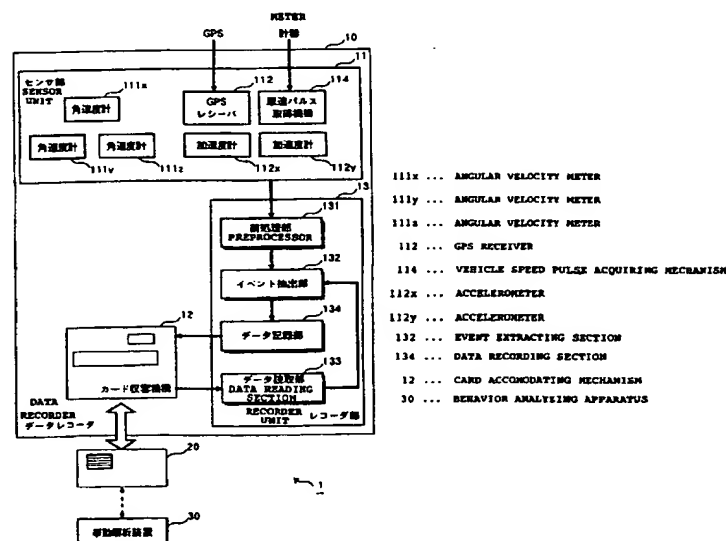 METER
計器
GPS
10
11
センサ部
SENSOR
UNIT
111x
角速度計
112
GPS
レシーバ
114
車速パルス
取得機構
角速度計
角速度計
加速度計
加速度計
111y
111z
112x
112y
13
131
前処理部
PREPROCESSOR
132
イベント抽出部
134
データ記録部
12
カード収容機構
133
データ読取部
DATA READING
SECTION
RECORDER
UNIT
レコーダ部
DATA
RECORDER
データレコーダ
20
1
30
挙動解析装置
111x ... ANGULAR VELOCITY METER
111y ... ANGULAR VELOCITY METER
111z ... ANGULAR VELOCITY METER
112 ... GPS RECEIVER
114 ... VEHICLE SPEED PULSE ACQUIRING MECHANISM
112x ... ACCELEROMETER
112y ... ACCELERUMETER
132 ... EVENT EXTRACTING SECTION
134 ... DATA RECORDING SECTION
12 ... CARD ACCOMODATING MECHANISM
30 ... BEHAVIOR ANALYSING APPARATUS